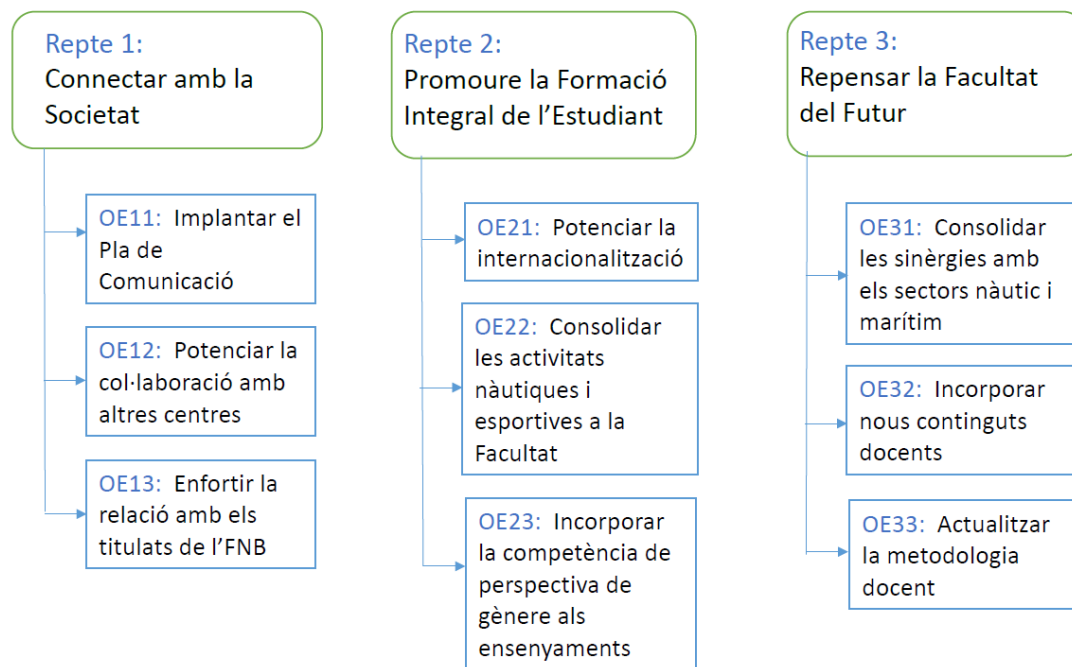 Repte 1:
Connectar amb la
Societat
OE11: Implantar el
Pla de
Comunicació
OE12: Potenciar la
col·laboració amb
altres centres
OE13: Enfortir la
relació amb els
titulats de l’FNB
Repte 2:
Promoure la Formació
Integral de l’Estudiant
OE21: Potenciar la
internacionalització
OE22: Consolidar
les activitats
nàutiques i
esportives a la
Facultat
OE23: Incorporar
la competència de
perspectiva de
gènere als
ensenyaments
Repte 3:
Repensar la Facultat
del Futur
OE31: Consolidar
les sinèrgies amb
els sectors nàutic i
marítim
OE32: Incorporar
nous continguts
docents
OE33: Actualitzar
la metodologia
docent